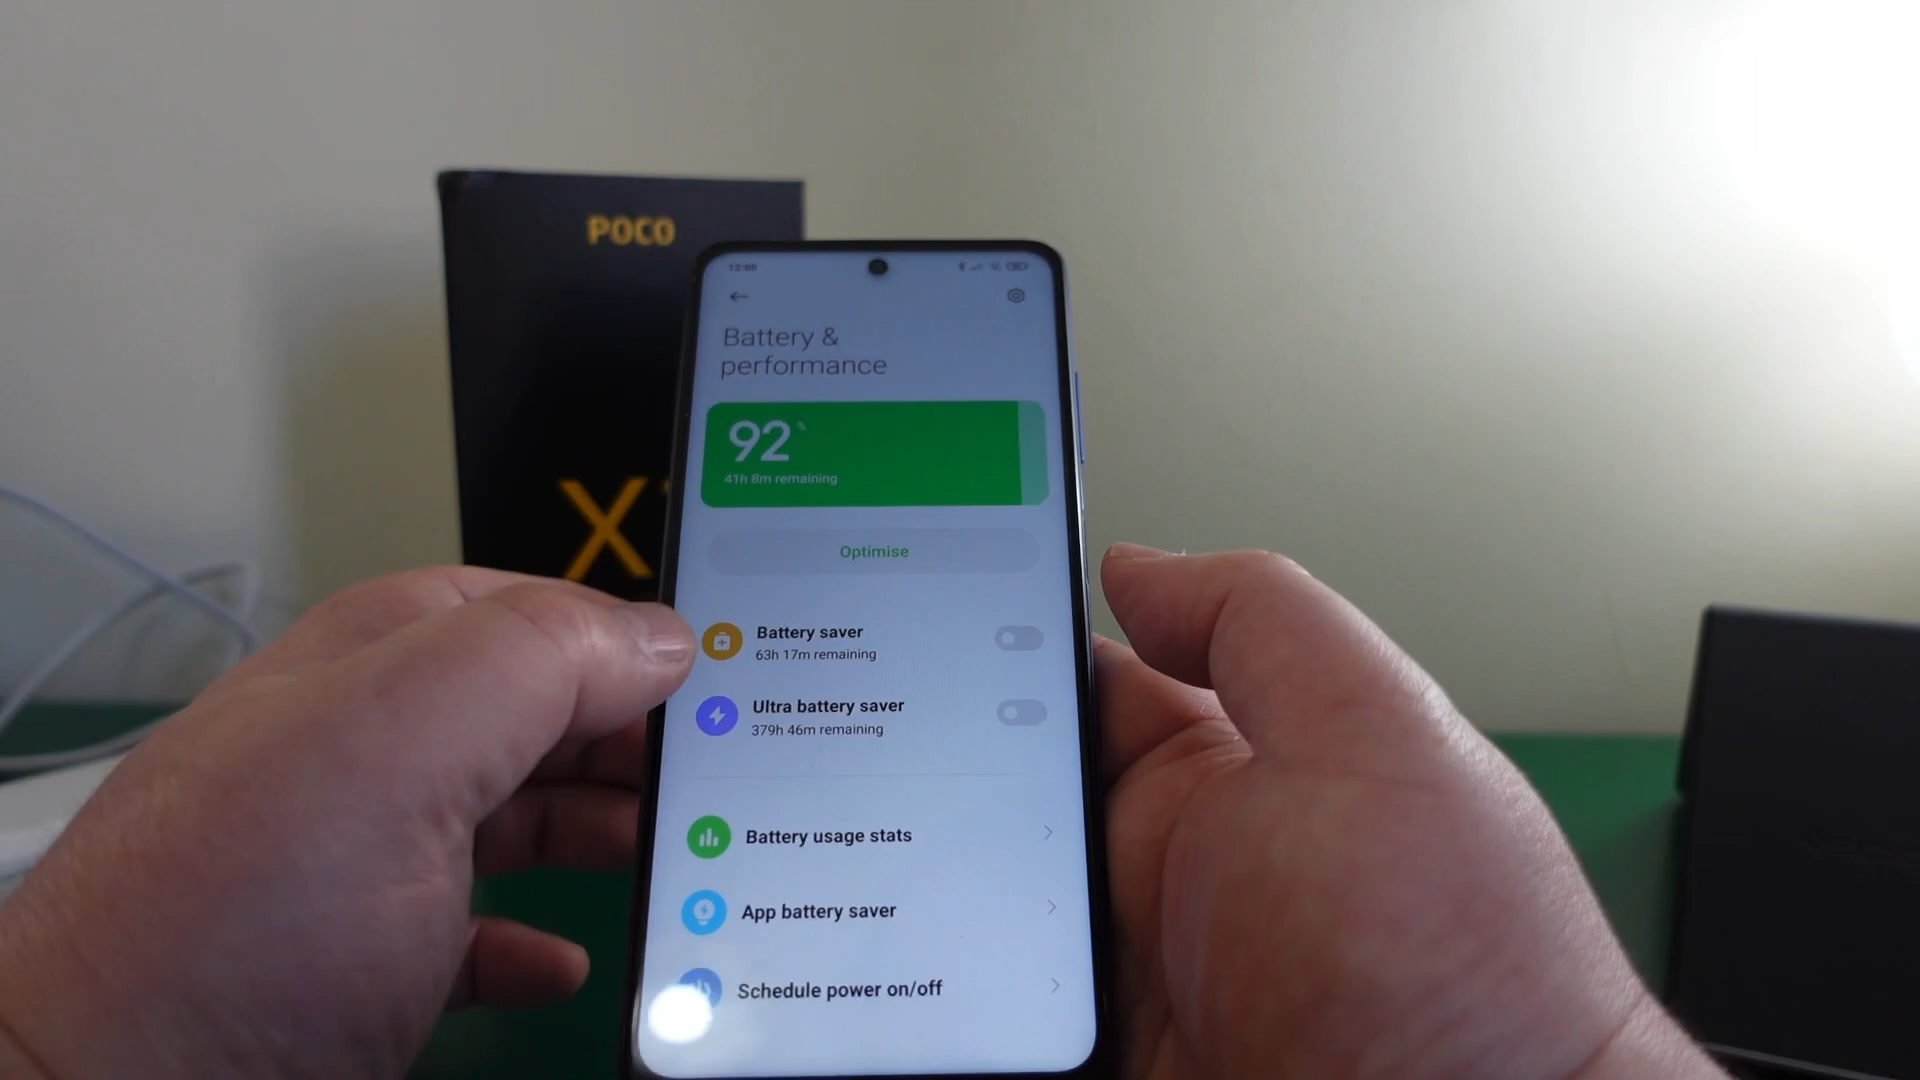 POCO
X
Battery &
performance
92%
41h 8m remaining
Optimise
Battery saver
63h 17m remaining
Ultra battery saver
379h 46m remaining
Battery usage stats
App battery saver
Schedule power on/off